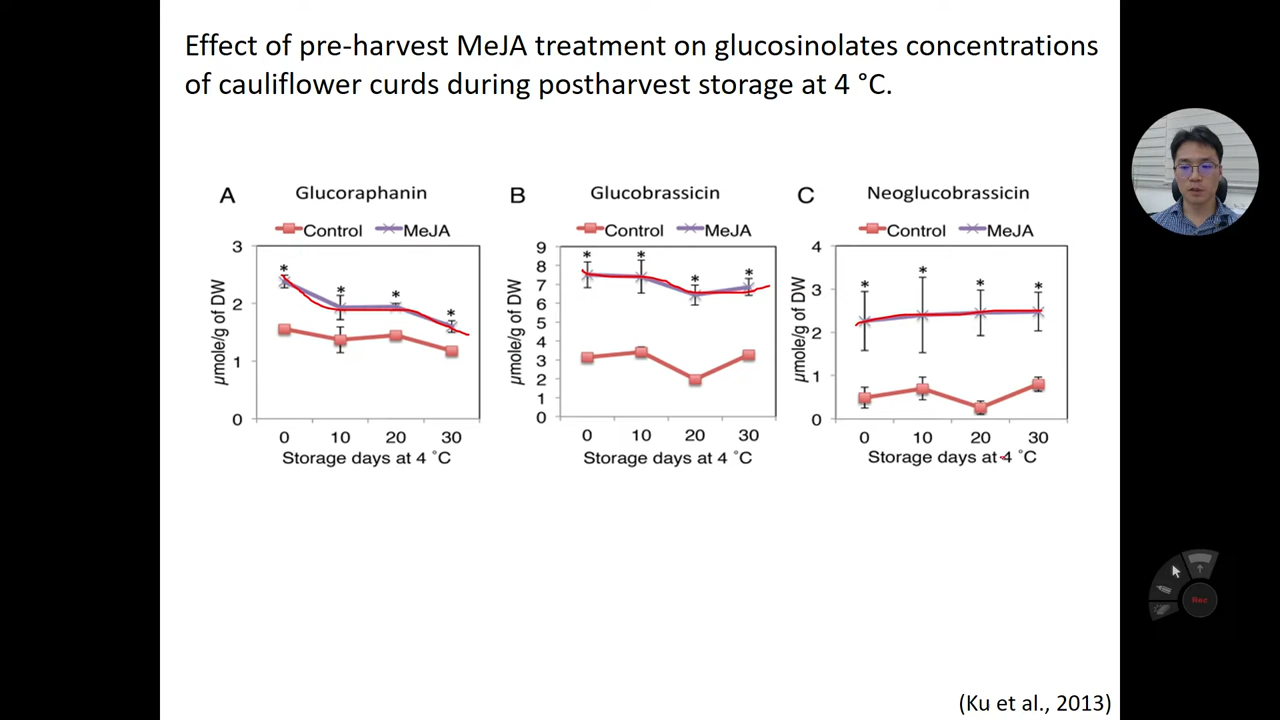 Effect of pre-harvest MeJA treatment on glucosinolates concentrations
of cauliflower curds during postharvest storage at 4 °C.
A Glucoraphanin
Control MeJA
3
2
1
0
µmole/g of DW
* * * *
0 10 20 30
Storage days at 4 ˚C
B Glucobrassicin
Control MeJA
9
8
7
6
5
4
3
2
1
0
µmole/g of DW
* * * *
0 10 20 30
Storage days at 4 ˚C
C Neoglucobrassicin
Control MeJA
4
3
2
1
0
µmole/g of DW
* * * *
0 10 20 30
Storage days at 4 ˚C
Rec
(Ku et al., 2013)